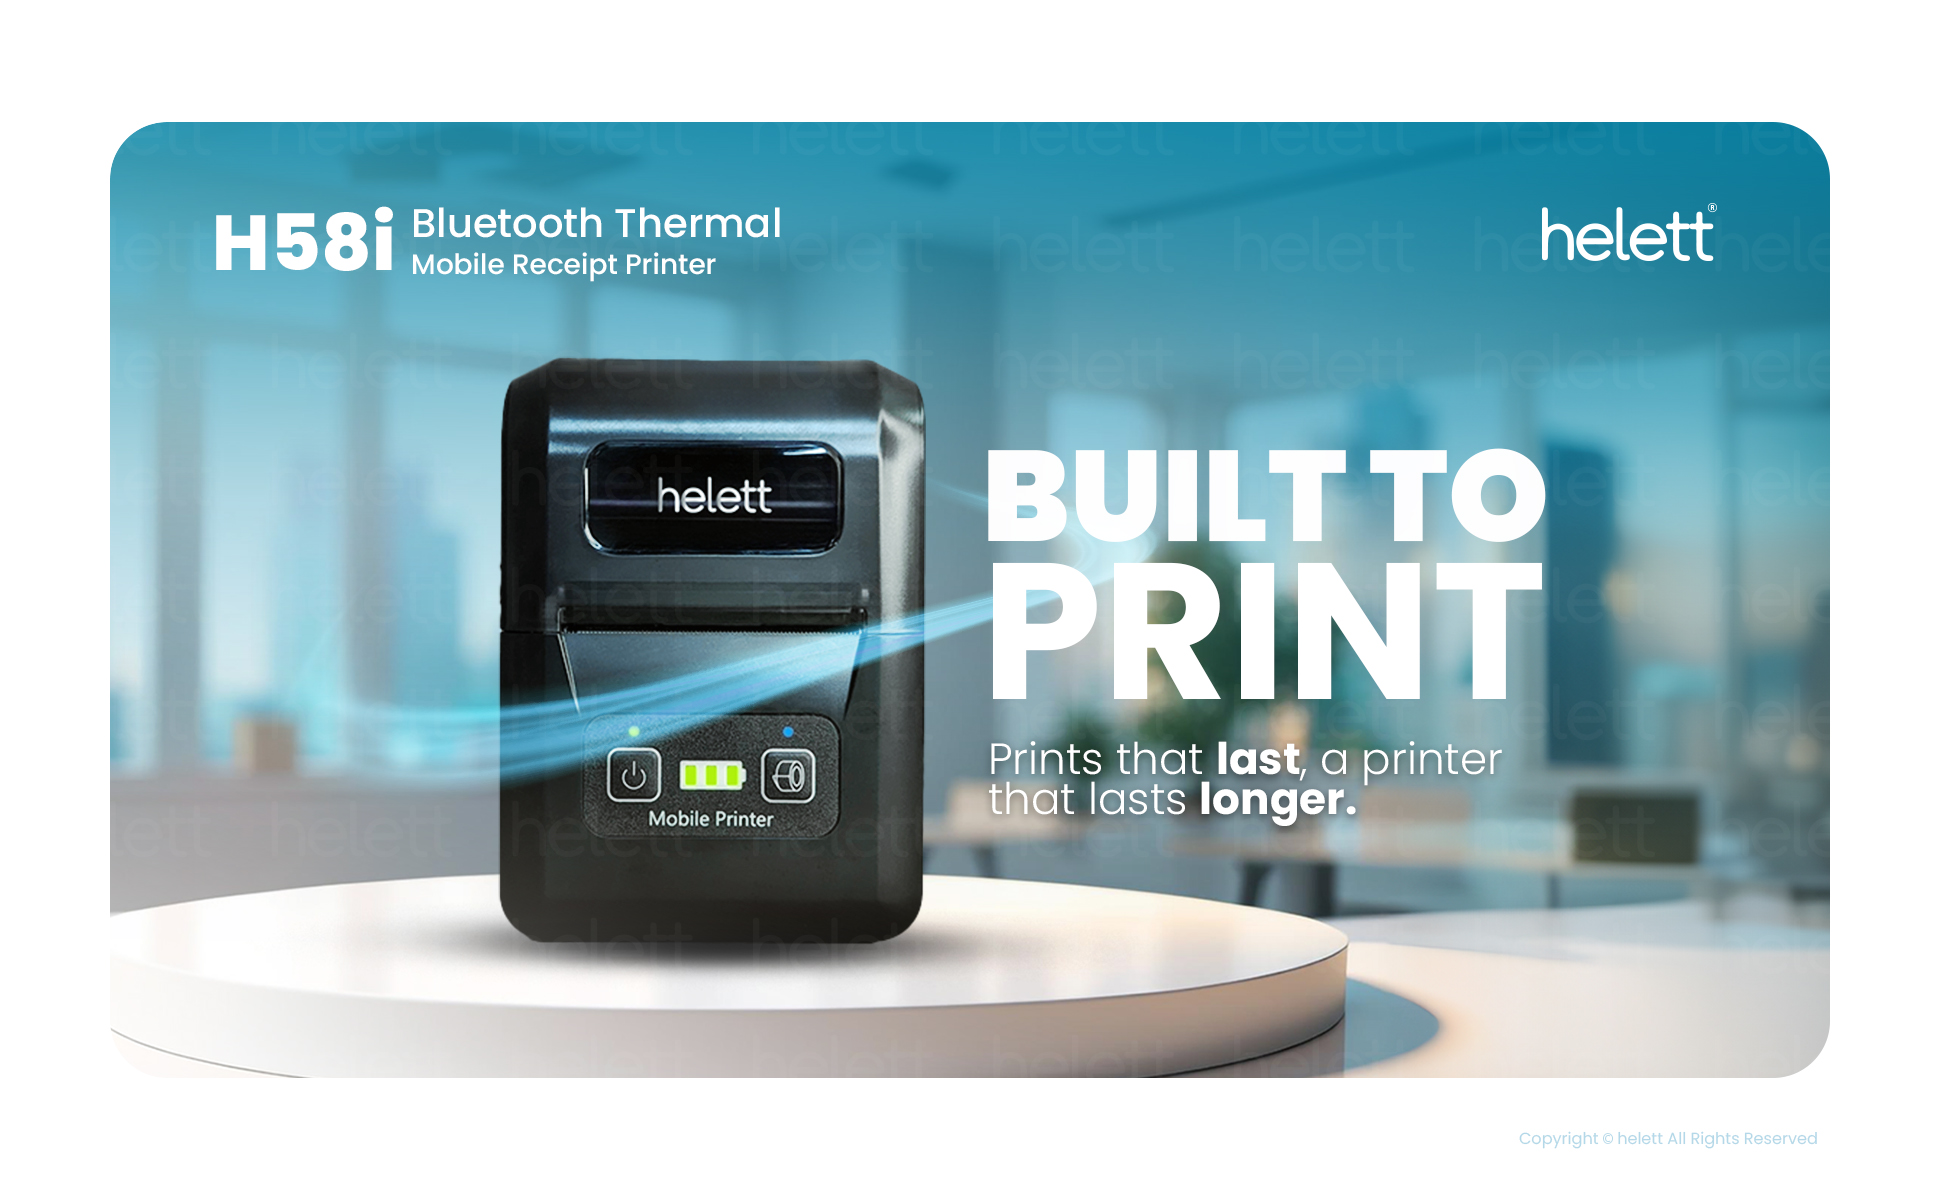 H58i Bluetooth Thermal
Mobile Receipt Printer
helett®
helett
BUILT TO
PRINT
Prints that last, a printer
that lasts longer.
Mobile Printer
Copyright © helett All Rights Reserved